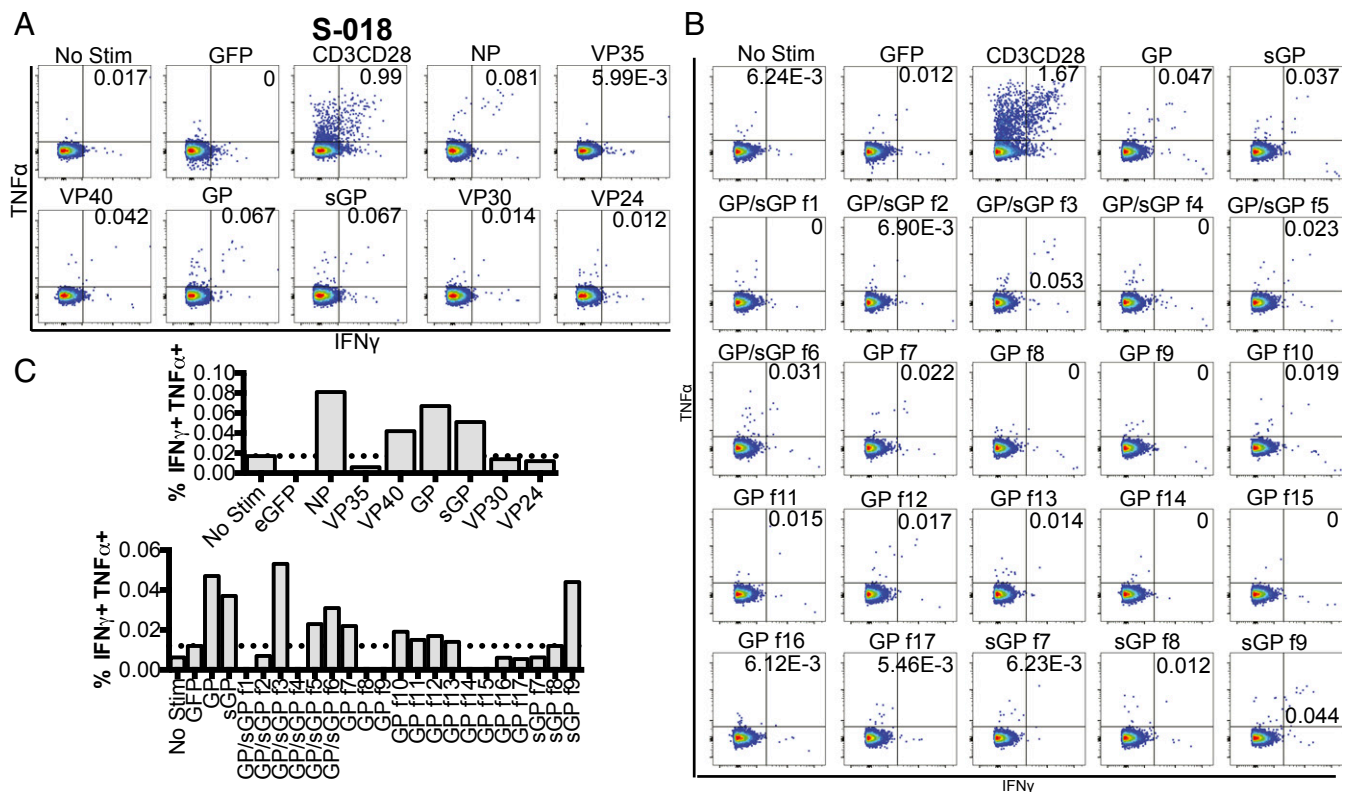 A
S-018
No Stim GFP CD3CD28 NP VP35
0.017 0 0.99 0.081 5.99E-3
VP40 GP sGP VP30 VP24
0.042 0.067 0.067 0.014 0.012
TNFα
IFNγ
B
No Stim GFP CD3CD28 GP sGP
6.24E-3 0.012 1.67 0.047 0.037
GP/sGP f1 GP/sGP f2 GP/sGP f3 GP/sGP f4 GP/sGP f5
0 6.90E-3 0.053 0 0.023
GP/sGP f6 GP f7 GP f8 GP f9 GP f10
0.031 0.022 0 0 0.019
GP f11 GP f12 GP f13 GP f14 GP f15
0.015 0.017 0.014 0 0
GP f16 GP f17 sGP f7 sGP f8 sGP f9
6.12E-3 5.46E-3 6.23E-3 0.012 0.044
TNFα
IFNγ
C
% IFNγ+ TNFα+
0.10
0.08
0.06
0.04
0.02
0.00
No Stim eGFP NP VP35 VP40 GP sGP VP30 VP24
% IFNγ+ TNFα+
0.06
0.04
0.02
0.00
No Stim GFP GP sGP GP/sGP f1 GP/sGP f2 GP/sGP f3 GP/sGP f4 GP/sGP f5 GP/sGP f6 GP f7 GP f8 GP f9 GP f10 GP f11 GP f12 GP f13 GP f14 GP f15 GP f16 GP f17 sGP f7 sGP f8 sGP f9